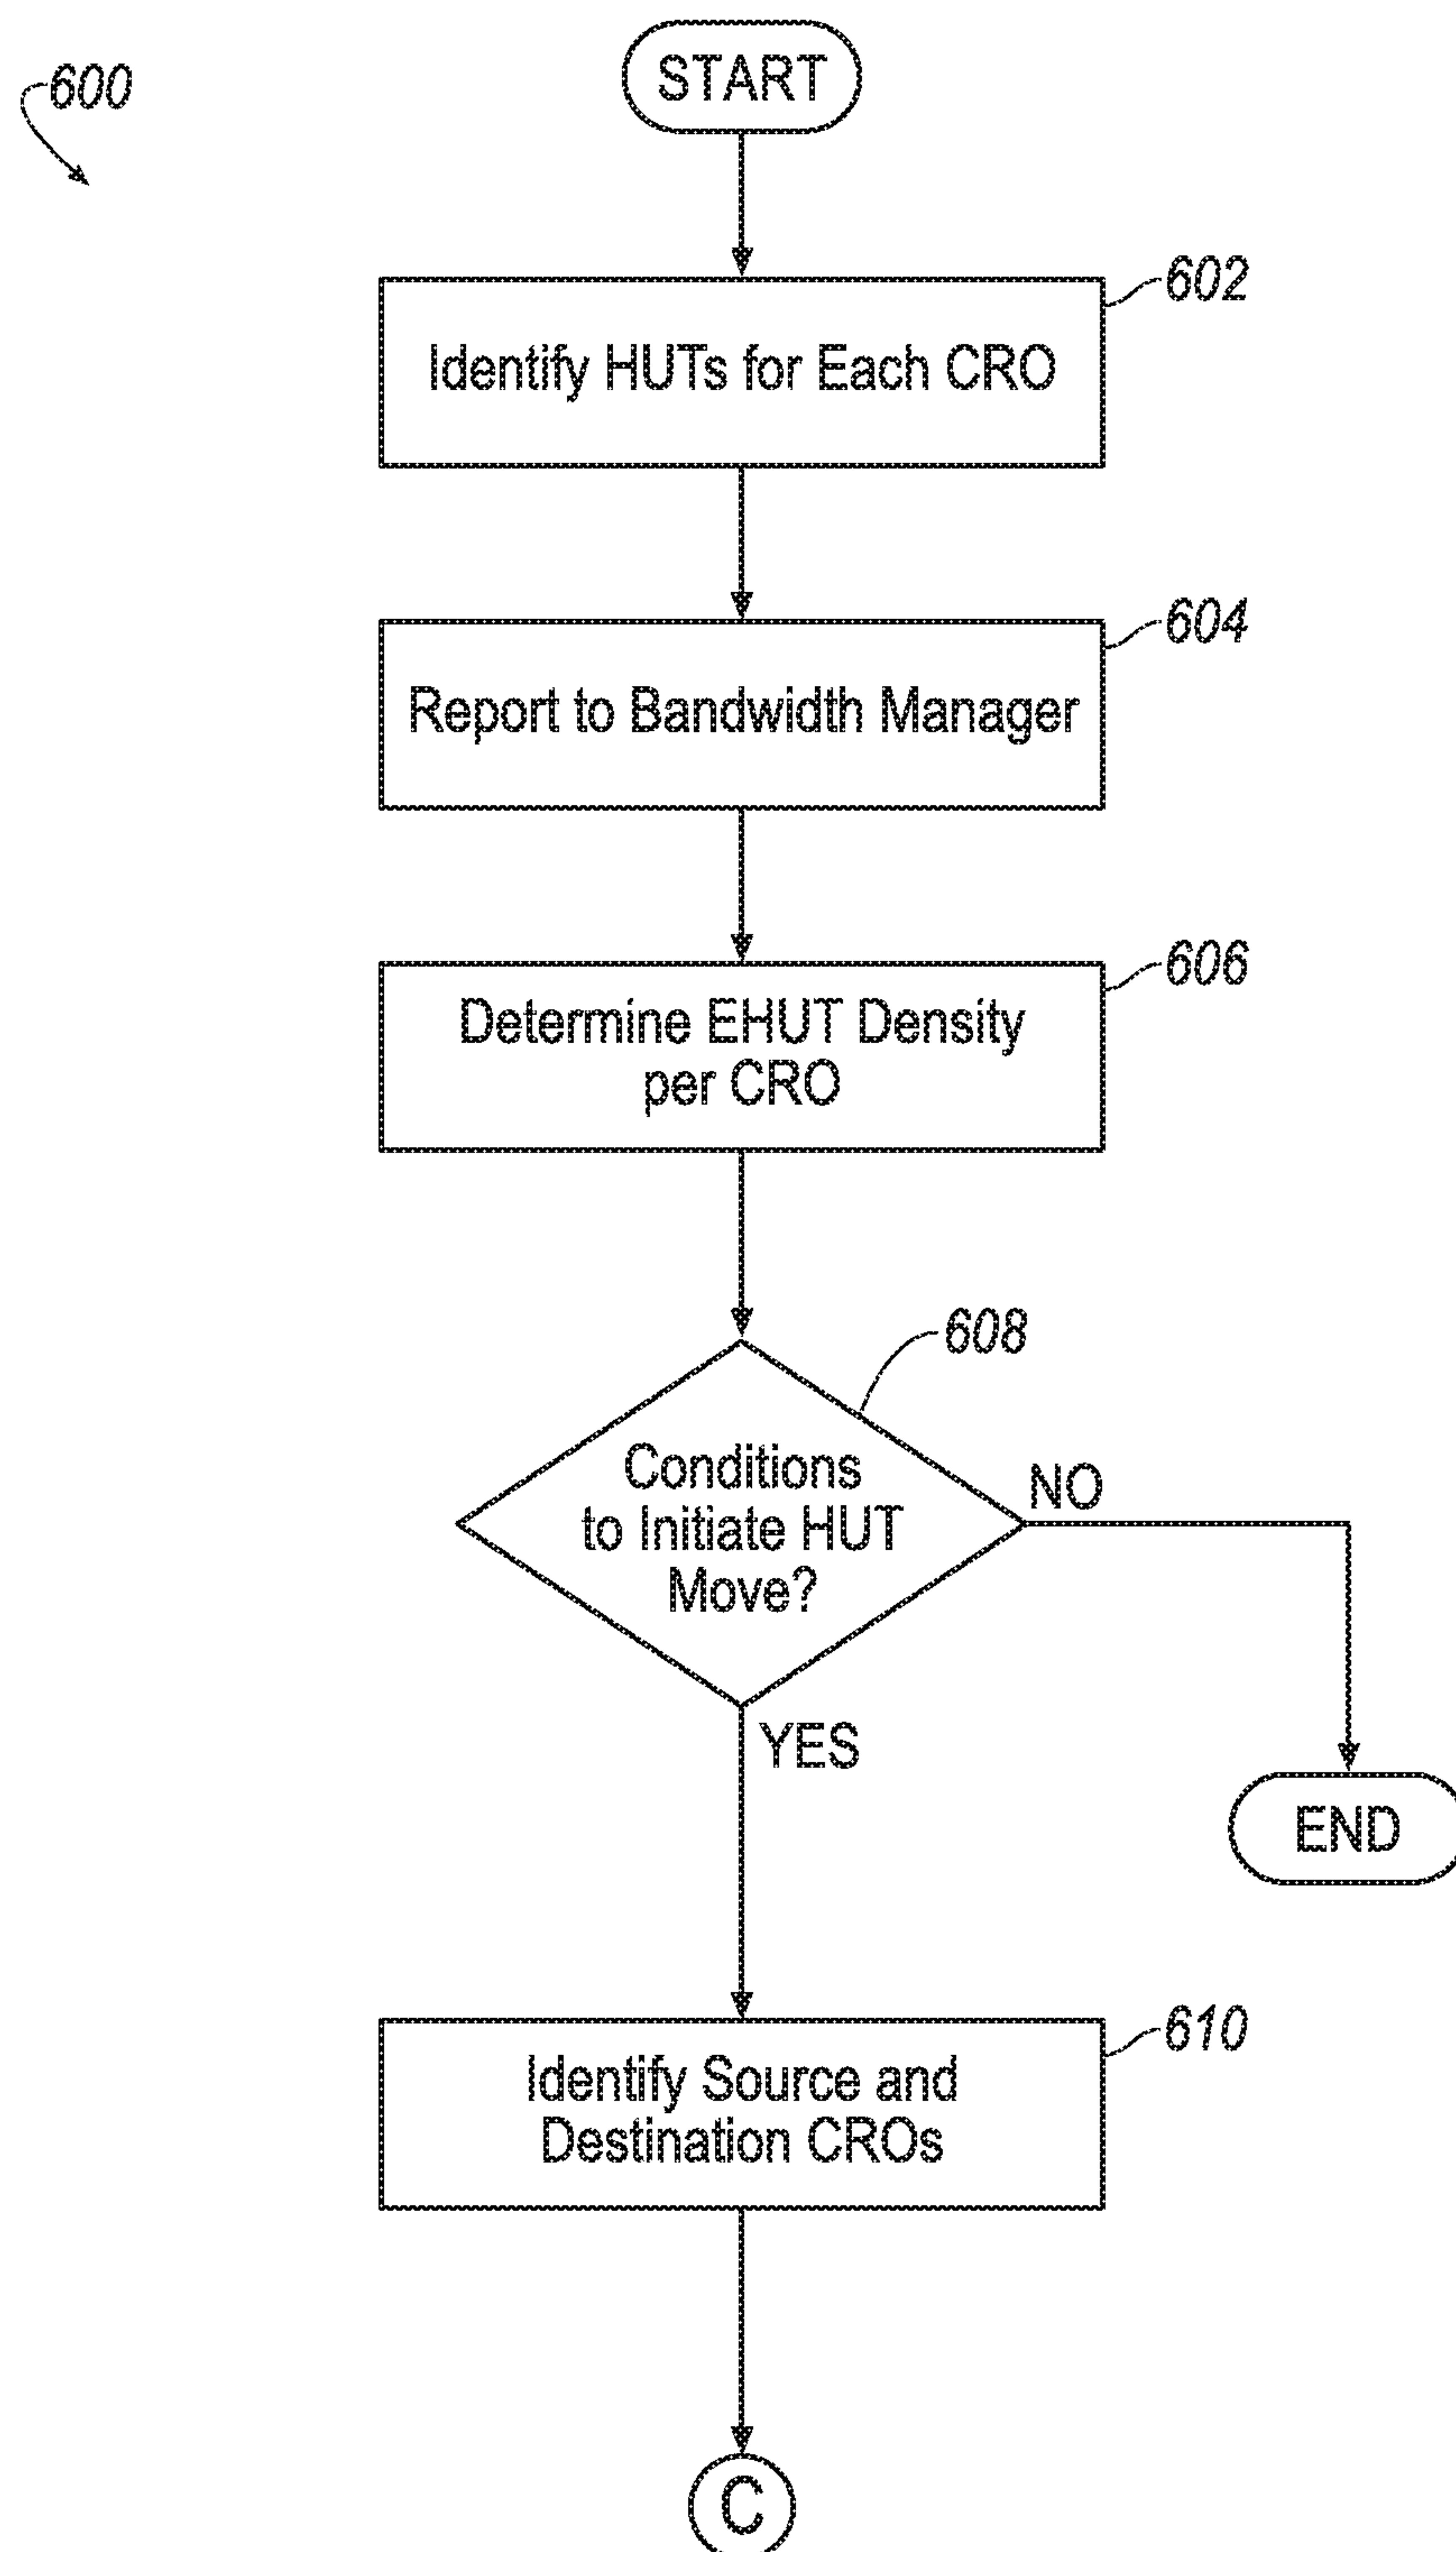 600
START
602
Identify HUTs for Each CRO
604
Report to Bandwidth Manager
606
Determine EHUT Density
per CRO
608
Conditions
to Initiate HUT
Move?
NO
YES
END
610
Identify Source and
Destination CROs
C